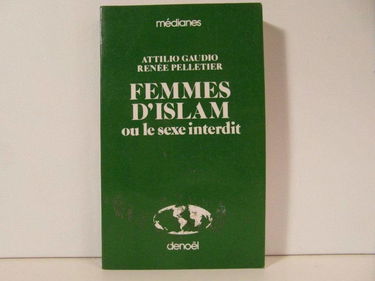 médianes
ATTILIO GAUDIO
RENÉE PELLETIER
FEMMES
D'ISLAM
ou le sexe interdit
denoël